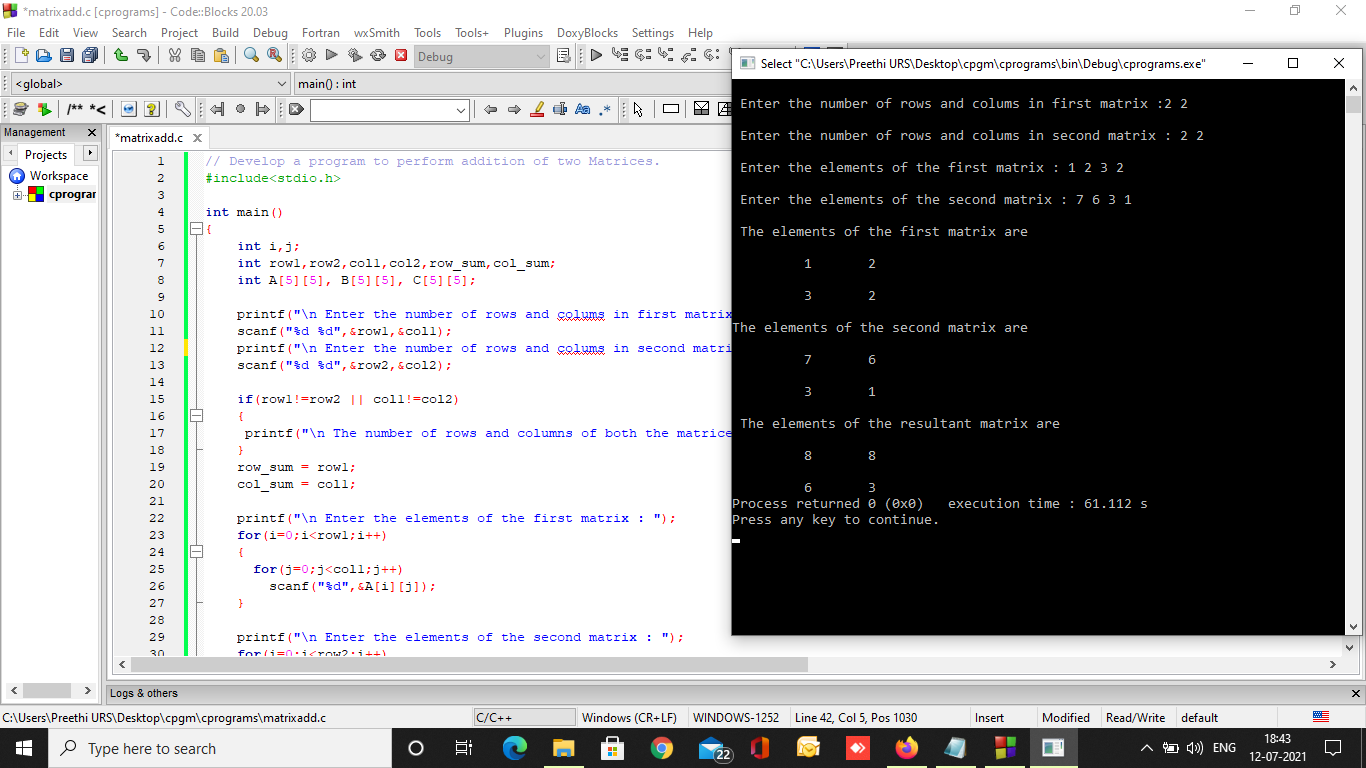 *matrixadd.c [cprograms] - Code::Blocks 20.03
File Edit View Search Project Build Debug Fortran wxSmith Tools Tools+ Plugins DoxyBlocks Settings Help
Debug
<global>
main() : int
/** *<
Aa .*
Management
Projects
Workspace
cprogran
*matrixadd.c
1 // Develop a program to perform addition of two Matrices.
2 #include<stdio.h>
3
4 int main()
5 {
6 int i,j;
7 int row1,row2,col1,col2,row_sum,col_sum;
8 int A[5][5], B[5][5], C[5][5];
9
10 printf("\n Enter the number of rows and colums in first matrix
11 scanf("%d %d",&row1,&col1);
12 printf("\n Enter the number of rows and colums in second matri
13 scanf("%d %d",&row2,&col2);
14
15 if(row1!=row2 || col1!=col2)
16 {
17 printf("\n The number of rows and columns of both the matrice
18 }
19 row_sum = row1;
20 col_sum = col1;
21
22 printf("\n Enter the elements of the first matrix : ");
23 for(i=0;i<row1;i++)
24 {
25 for(j=0;j<col1;j++)
26 scanf("%d",&A[i][j]);
27 }
28
29 printf("\n Enter the elements of the second matrix : ");
30 for(i=0;i<row2;i++)
Select "C:\Users\Preethi URS\Desktop\cpgm\cprograms\bin\Debug\cprograms.exe"
Enter the number of rows and colums in first matrix :2 2
Enter the number of rows and colums in second matrix : 2 2
Enter the elements of the first matrix : 1 2 3 2
Enter the elements of the second matrix : 7 6 3 1
The elements of the first matrix are
1 2
3 2
The elements of the second matrix are
7 6
3 1
The elements of the resultant matrix are
8 8
6 3
Process returned 0 (0x0) execution time : 61.112 s
Press any key to continue.
Logs & others
C:\Users\Preethi URS\Desktop\cpgm\cprograms\matrixadd.c C/C++ Windows (CR+LF) WINDOWS-1252 Line 42, Col 5, Pos 1030 Insert Modified Read/Write default
Type here to search
22
ENG
18:43
12-07-2021